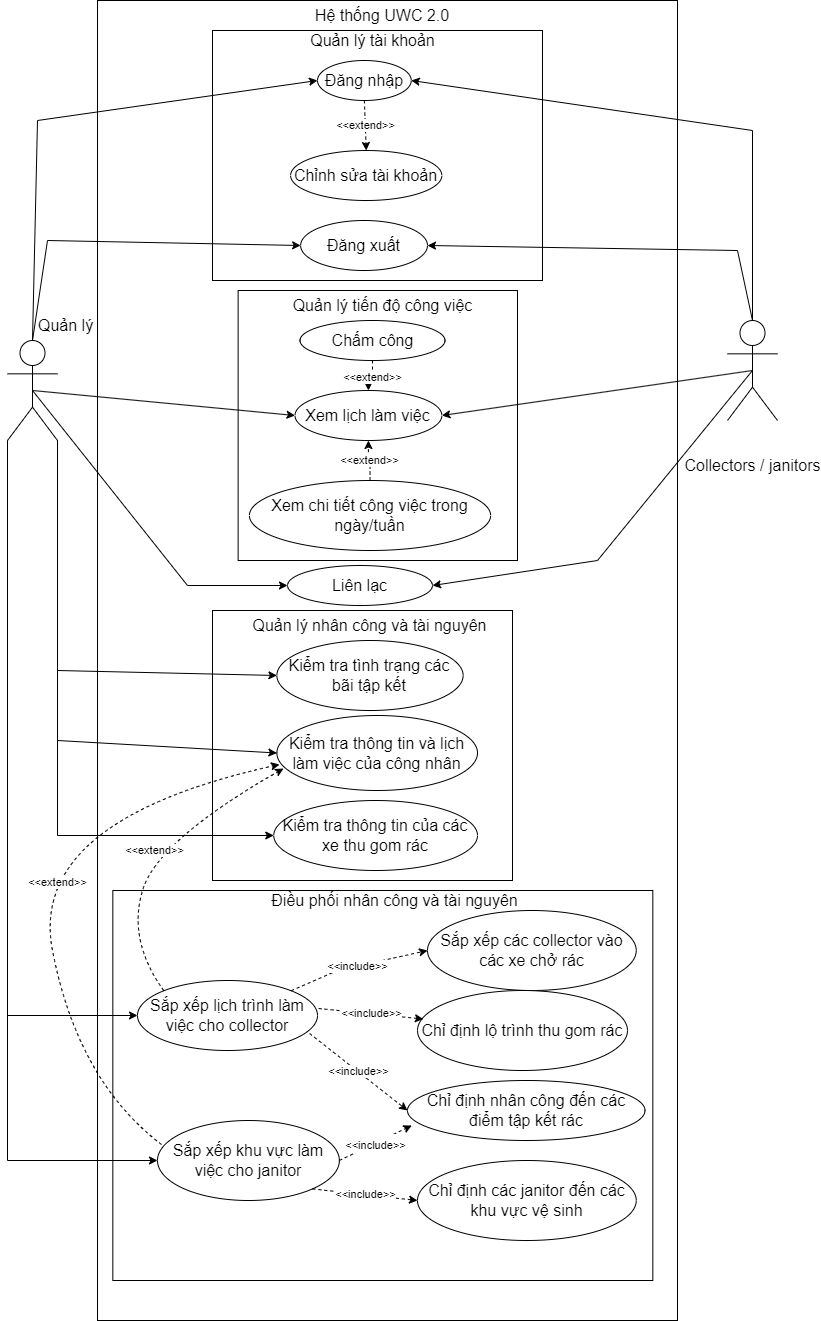 Hệ thống UWC 2.0
Quản lý tài khoản
Đăng nhập
<<extend>>
Chỉnh sửa tài khoản
Đăng xuất
Quản lý tiến độ công việc
Quản lý
Chấm công
<<extend>>
Xem lịch làm việc
<<extend>>
Collectors / janitors
Xem chi tiết công việc trong
ngày/tuần
Liên lạc
Quản lý nhân công và tài nguyên
Kiểm tra tình trạng các
bãi tập kết
Kiểm tra thông tin và lịch
làm việc của công nhân
Kiểm tra thông tin của các
xe thu gom rác
<<extend>>
<<extend>>
Điều phối nhân công và tài nguyên
Sắp xếp các collector vào
các xe chở rác
<<include>>
Sắp xếp lịch trình làm
việc cho collector
<<include>>
Chỉ định lộ trình thu gom rác
<<include>>
Chỉ định nhân công đến các
điểm tập kết rác
Sắp xếp khu vực làm
việc cho janitor
<<include>>
<<include>>
Chỉ định các janitor đến các
khu vực vệ sinh